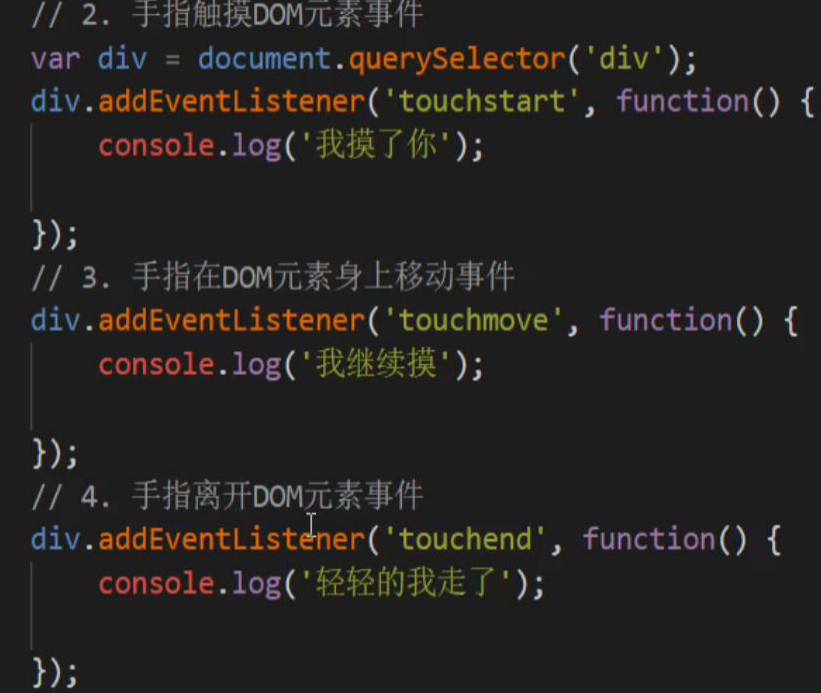 // 2. 手指触摸DOM元素事件
var div = document.querySelector('div');
div.addEventListener('touchstart', function() {
    console.log('我摸了你');
});
// 3. 手指在DOM元素身上移动事件
div.addEventListener('touchmove', function() {
    console.log('我继续摸');
});
// 4. 手指离开DOM元素事件
div.addEventListener('touchend', function() {
    console.log('轻轻的我走了');
});